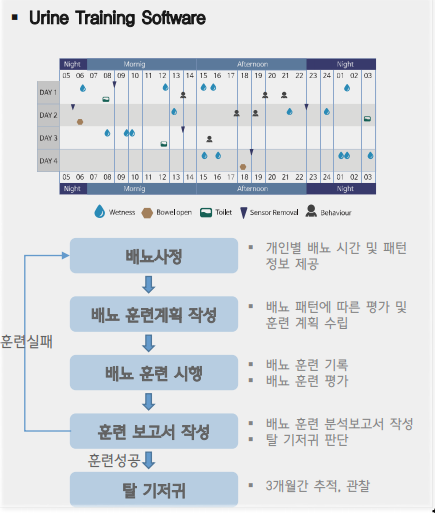 ▪ Urine Training Software
Night Mornig Afternoon Night
05 06 07 08 09 10 11 12 13 14 15 16 17 18 19 20 21 22 23 24 01 02 03
DAY 1
DAY 2
DAY 3
DAY 4
05 06 07 08 09 10 11 12 13 14 15 16 17 18 19 20 21 22 23 24 01 02 03
Night Mornig Afternoon Night
Wetness Bowel open Toilet Sensor Removal Behaviour
배뇨사정
▪ 개인별 배뇨 시간 및 패턴
정보 제공
배뇨 훈련계획 작성
▪ 배뇨 패턴에 따른 평가 및
훈련 계획 수립
훈련실패
배뇨 훈련 시행
▪ 배뇨 훈련 기록
▪ 배뇨 훈련 평가
훈련 보고서 작성
▪ 배뇨 훈련 분석보고서 작성
▪ 탈 기저귀 판단
훈련성공
탈 기저귀
▪ 3개월간 추적, 관찰